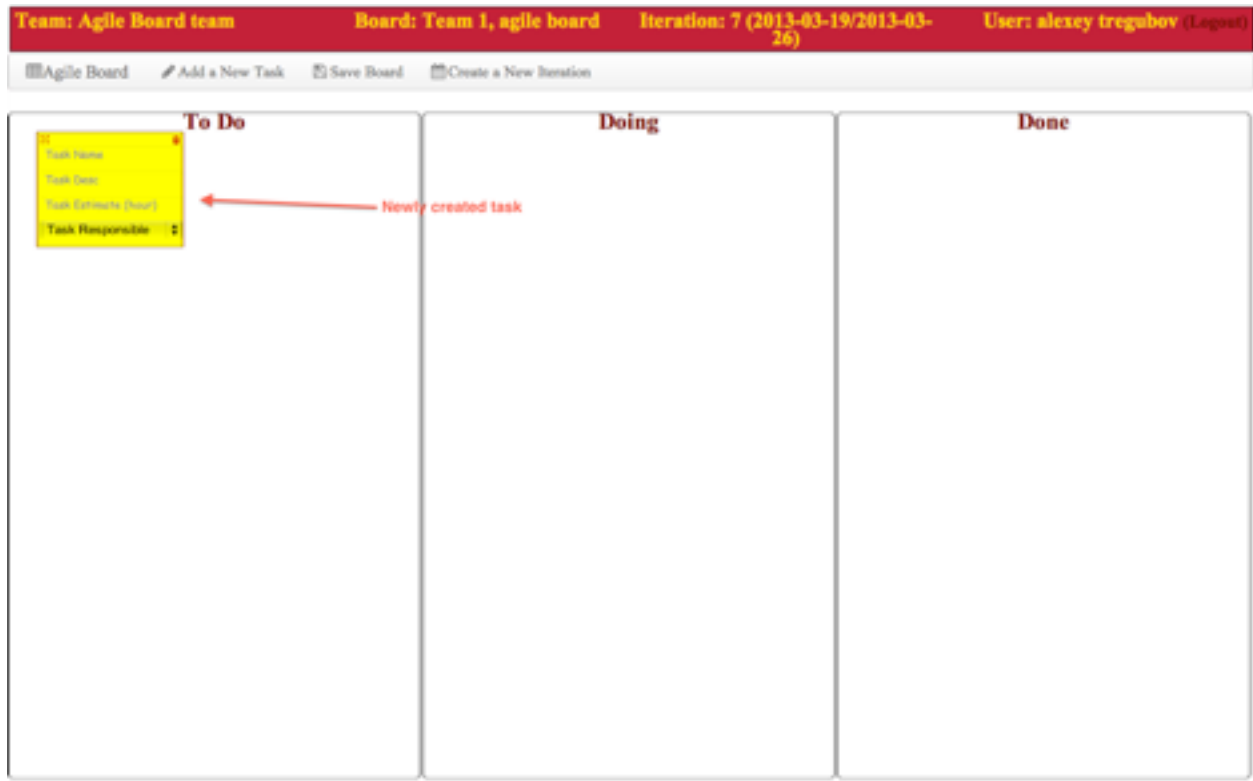 Team: Agile Board team Board: Team 1, agile board Iteration: 7 (2013-03-19/2013-03-26) User: alexey tregubov (Logout)
Agile Board Add a New Task Save Board Create a New Iteration
To Do Doing Done
Task Name
Task Desc
Task Estimate (hour)
Task Responsible
Newly created task